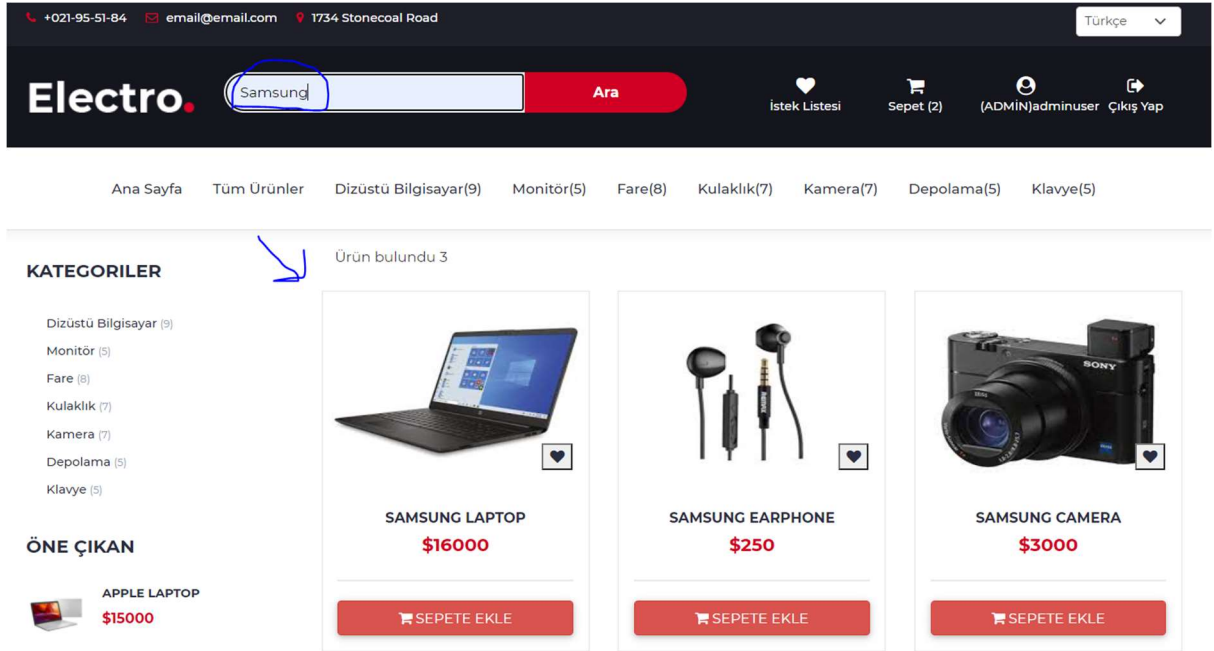 +021-95-51-84 email@email.com 1734 Stonecoal Road Türkçe
Electro. Samsung Ara İstek Listesi Sepet (2) (ADMİN)adminuser Çıkış Yap
Ana Sayfa Tüm Ürünler Dizüstü Bilgisayar(9) Monitör(5) Fare(8) Kulaklık(7) Kamera(7) Depolama(5) Klavye(5)
Ürün bulundu 3
KATEGORILER
Dizüstü Bilgisayar (9)
Monitör (5)
Fare (8)
Kulaklık (7)
Kamera (7)
Depolama (5)
Klavye (5)
ÖNE ÇIKAN
APPLE LAPTOP
$15000
SONY
SAMSUNG LAPTOP
$16000
SEPETE EKLE
SAMSUNG EARPHONE
$250
SEPETE EKLE
SAMSUNG CAMERA
$3000
SEPETE EKLE